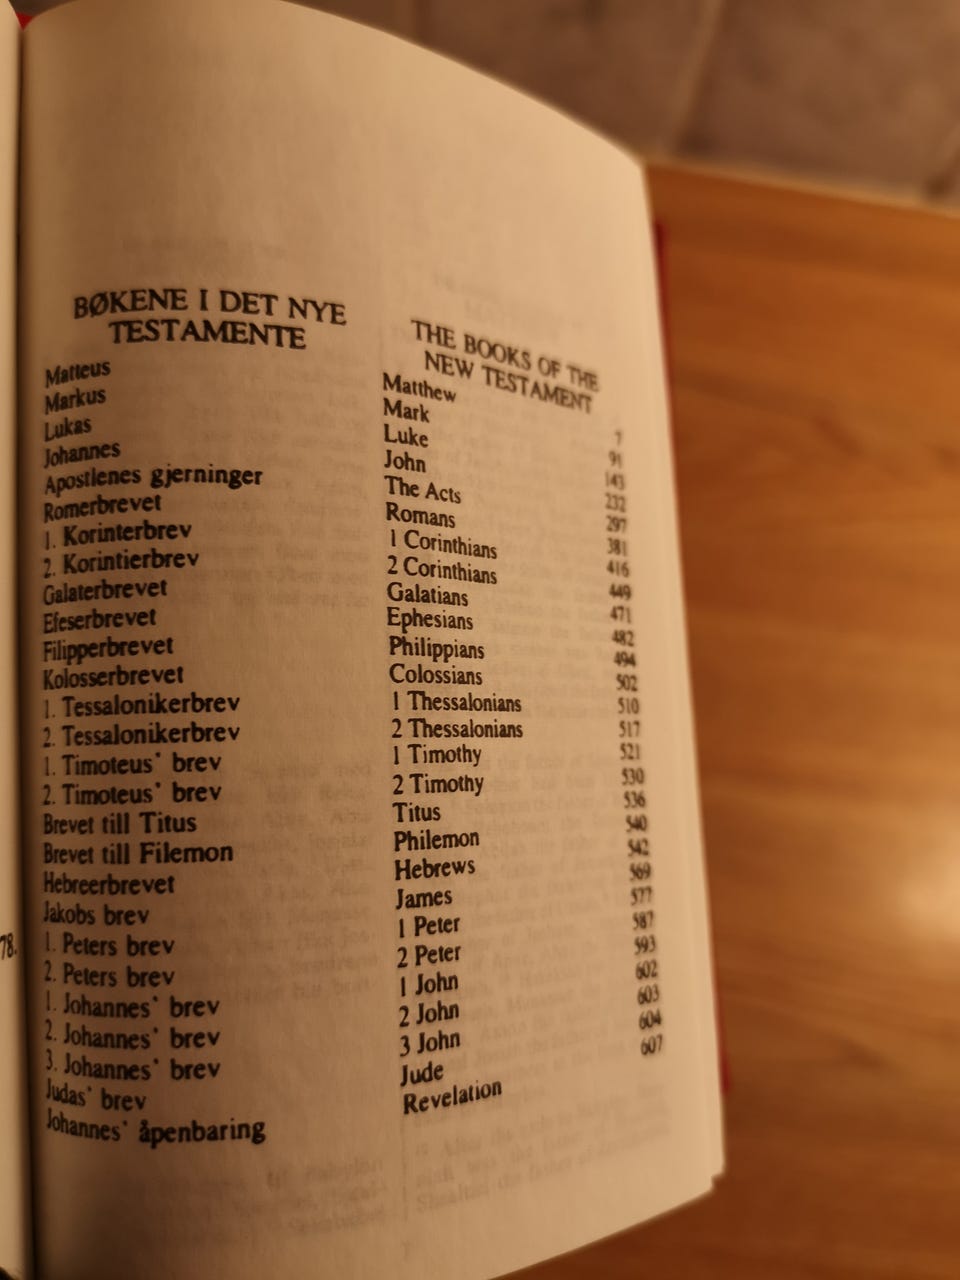 BØKENE I DET NYE
TESTAMENTE
Matteus
Markus
Lukas
Johannes
Apostlenes gjerninger
Romerbrevet
1. Korinterbrev
2. Korintierbrev
Galaterbrevet
Efeserbrevet
Filipperbrevet
Kolosserbrevet
1. Tessalonikerbrev
2. Tessalonikerbrev
1. Timoteus' brev
2. Timoteus' brev
Brevet till Titus
Brevet till Filemon
Hebreerbrevet
Jakobs brev
1. Peters brev
2. Peters brev
1. Johannes' brev
2. Johannes' brev
3. Johannes' brev
Judas' brev
Johannes' åpenbaring
THE BOOKS OF THE
NEW TESTAMENT
Matthew 7
Mark 91
Luke 143
John 232
The Acts 297
Romans 381
1 Corinthians 416
2 Corinthians 449
Galatians 471
Ephesians 482
Philippians 494
Colossians 502
1 Thessalonians 510
2 Thessalonians 517
1 Timothy 521
2 Timothy 530
Titus 536
Philemon 540
Hebrews 542
James 569
1 Peter 577
2 Peter 587
1 John 593
2 John 602
3 John 603
Jude 604
Revelation 607
78.